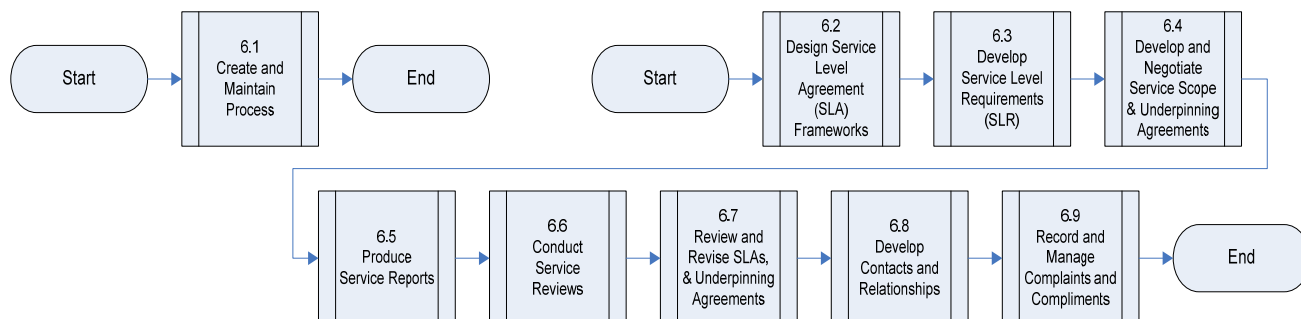 Start
6.1
Create and
Maintain
Process
End
Start
6.2
Design Service
Level
Agreement
(SLA)
Frameworks
6.3
Develop
Service Level
Requirements
(SLR)
6.4
Develop and
Negotiate
Service Scope
& Underpinning
Agreements
6.5
Produce
Service Reports
6.6
Conduct
Service
Reviews
6.7
Review and
Revise SLAs,
& Underpinning
Agreements
6.8
Develop
Contacts and
Relationships
6.9
Record and
Manage
Complaints and
Compliments
End